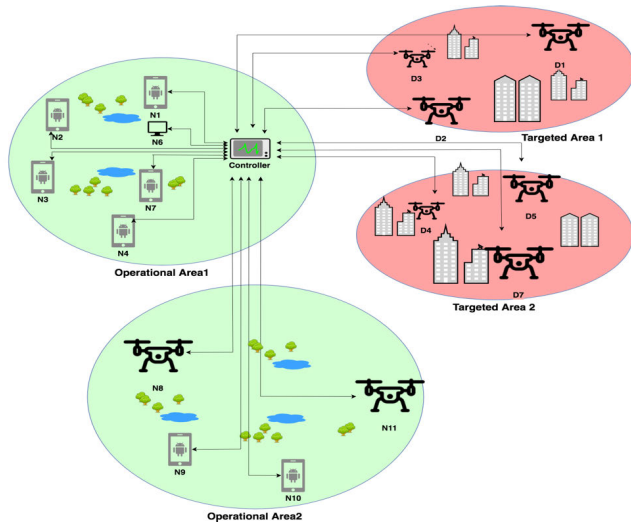 D1
D3
D2
Targeted Area 1
N1
N2
N6
Controller
N3
N7
N4
Operational Area1
D5
D4
D7
Targeted Area 2
N8
N11
N9
N10
Operational Area2